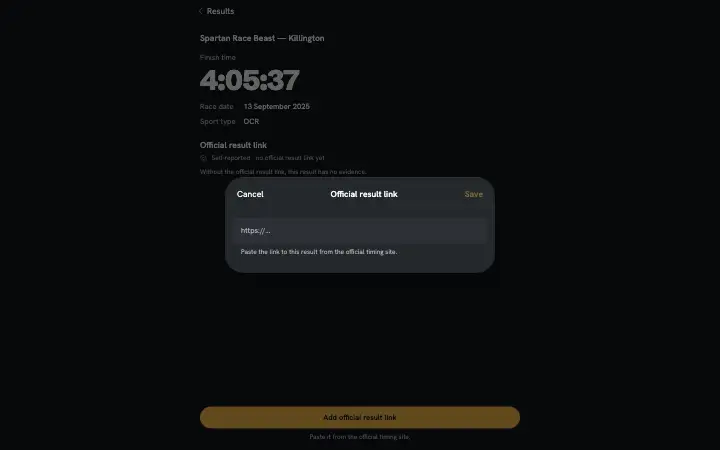 Results
Spartan Race Beast — Killington
Finish time
4:05:37
Race date 13 September 2025
Sport type OCR
Official result link
Self-reported · no official result link yet
Without the official result link, this result has no evidence.
Cancel Official result link Save
https://...
Paste the link to this result from the official timing site.
Add official result link
Paste it from the official timing site.